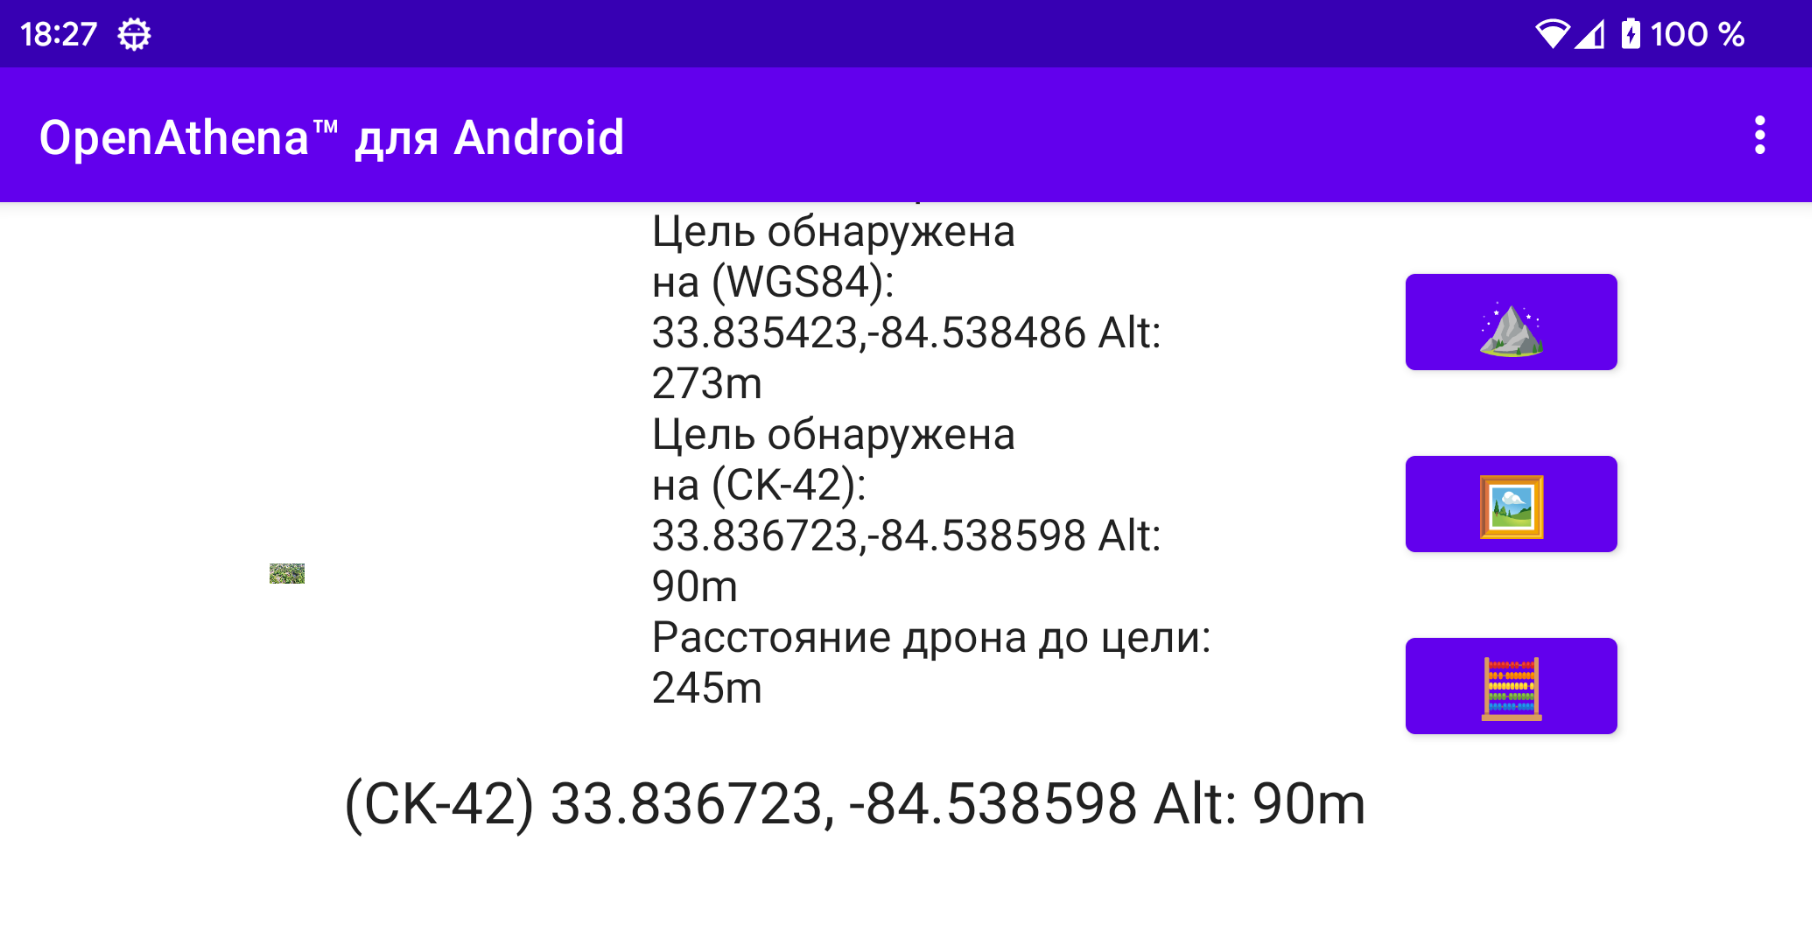 18:27
100 %
OpenAthena™ для Android
Цель обнаружена
на (WGS84):
33.835423,-84.538486 Alt:
273m
Цель обнаружена
на (СК-42):
33.836723,-84.538598 Alt:
90m
Расстояние дрона до цели:
245m
(СК-42) 33.836723, -84.538598 Alt: 90m